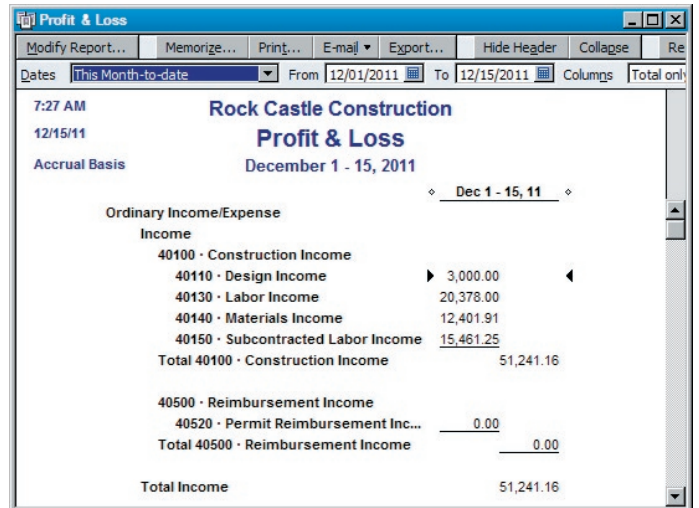 Profit & Loss
Modify Report... Memorize... Print... E-mail Export... Hide Header Collapse Re
Dates This Month-to-date From 12/01/2011 To 12/15/2011 Columns Total only
7:27 AM Rock Castle Construction
12/15/11 Profit & Loss
Accrual Basis December 1 - 15, 2011
Dec 1 - 15, 11
Ordinary Income/Expense
Income
40100 · Construction Income
40110 · Design Income 3,000.00
40130 · Labor Income 20,378.00
40140 · Materials Income 12,401.91
40150 · Subcontracted Labor Income 15,461.25
Total 40100 · Construction Income 51,241.16
40500 · Reimbursement Income
40520 · Permit Reimbursement Inc... 0.00
Total 40500 · Reimbursement Income 0.00
Total Income 51,241.16